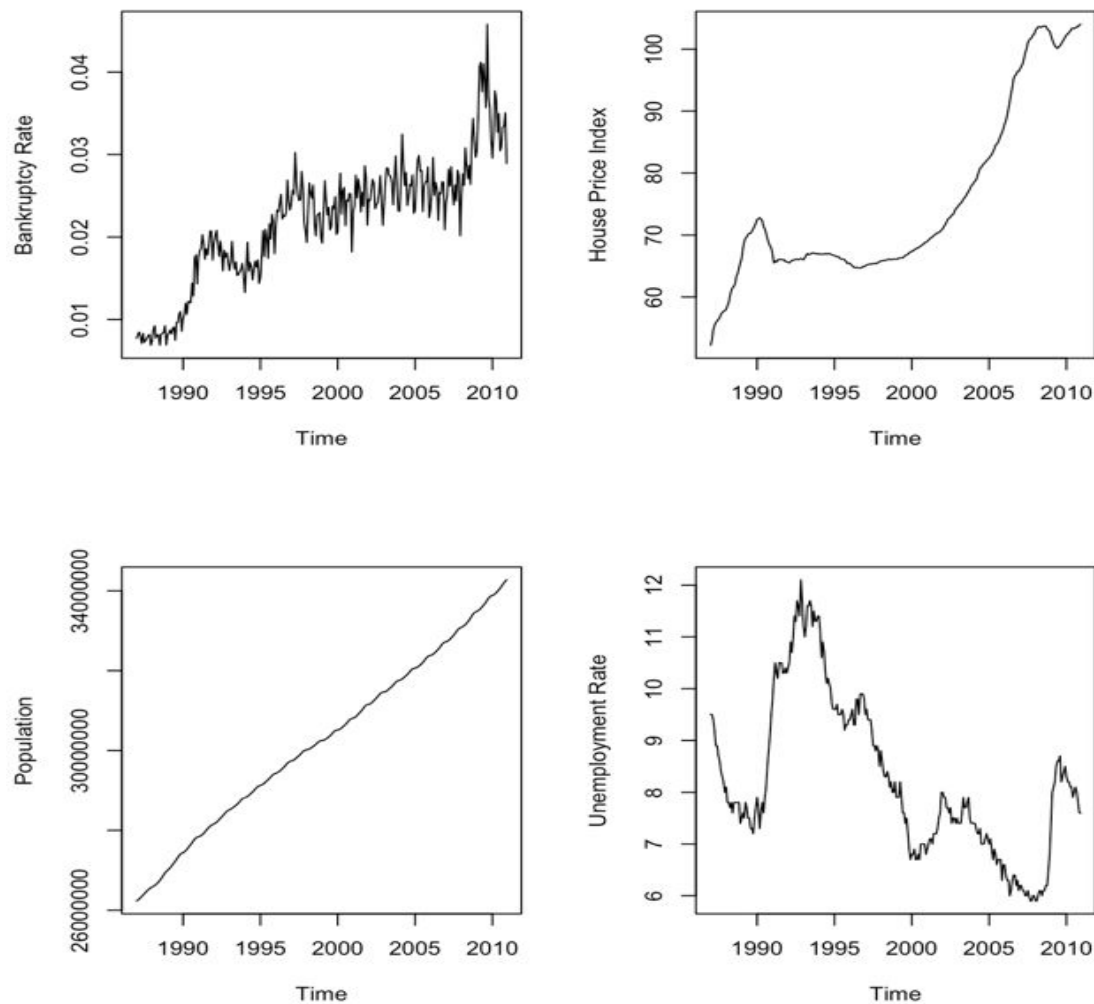 Bankruptcy Rate
0.04
0.03
0.02
0.01
1990 1995 2000 2005 2010
Time
House Price Index
100
90
80
70
60
1990 1995 2000 2005 2010
Time
Population
34000000
30000000
26000000
1990 1995 2000 2005 2010
Time
Unemployment Rate
12
11
10
9
8
7
6
1990 1995 2000 2005 2010
Time